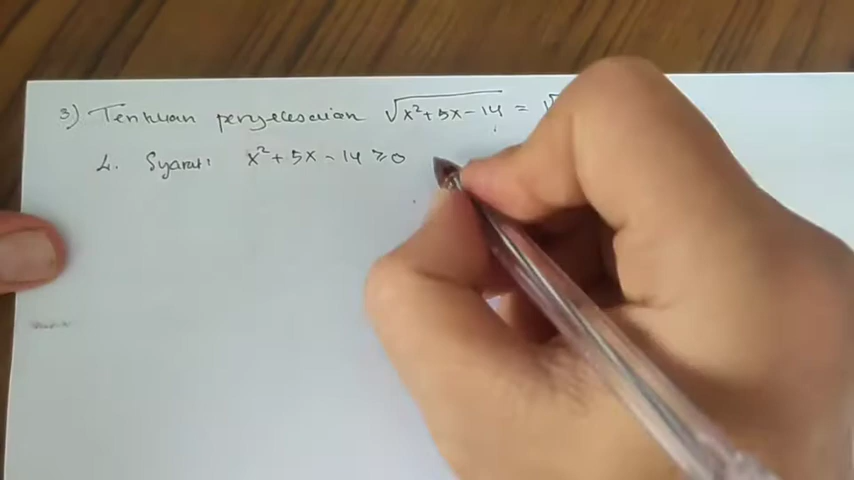 3) Tentukan penyelesaian √x²+5x-14 = √
1. Syarat: x² + 5x - 14 ≥ 0